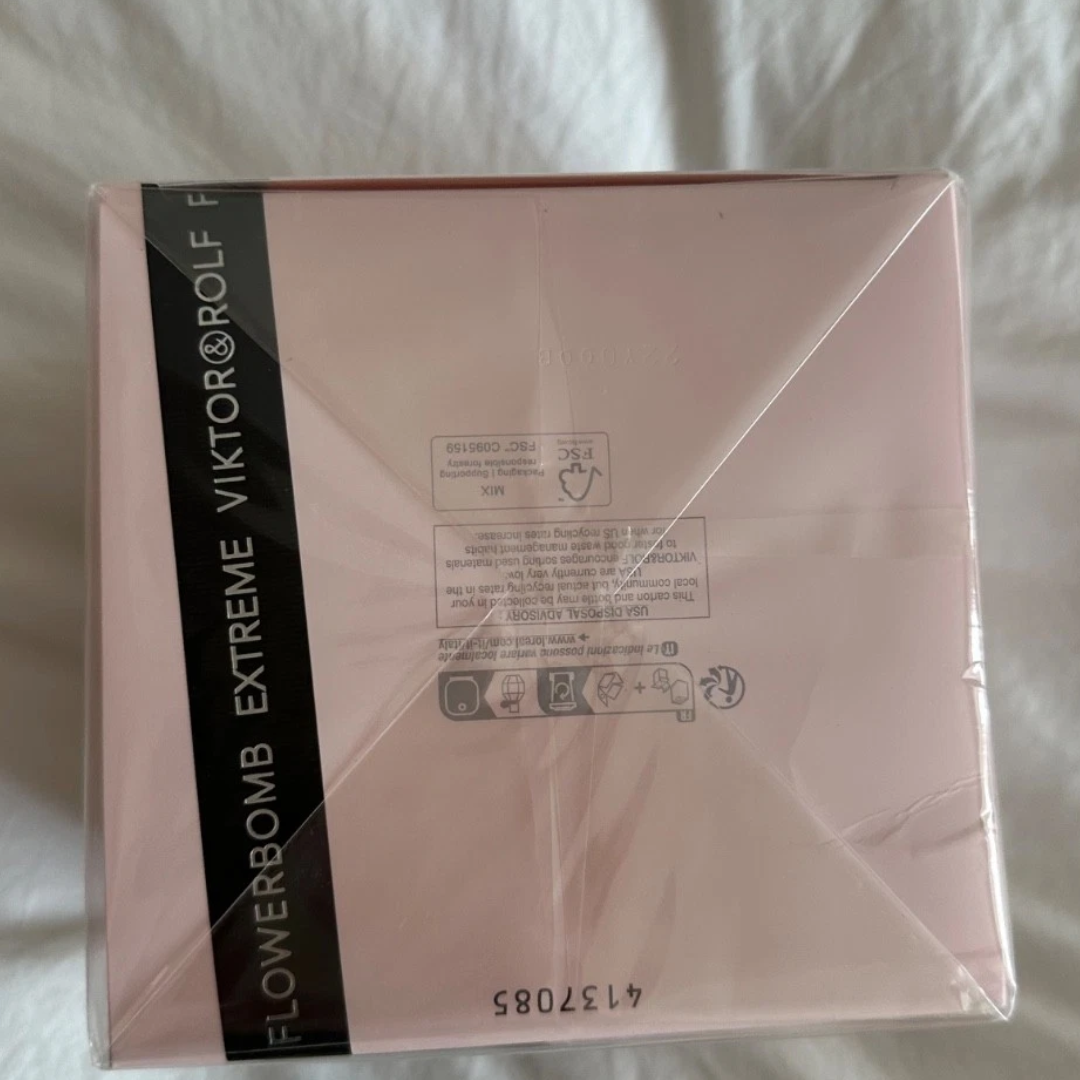 FLOWERBOMB EXTREME VIKTOR&ROLF F
4137085
FR
+
IT Le indicazioni possono variare localmente
➔ www.loreal.com/it-it/italy
USA DISPOSAL ADVISORY :
This carton and bottle may be collected in your
local community, but actual recycling rates in the
USA are currently very low.
VIKTOR&ROLF encourages sorting used materials
to foster good waste management habits
for when US recycling rates increase.
FSC
MIX
Packaging | Supporting
responsible forestry
FSC™ C095159